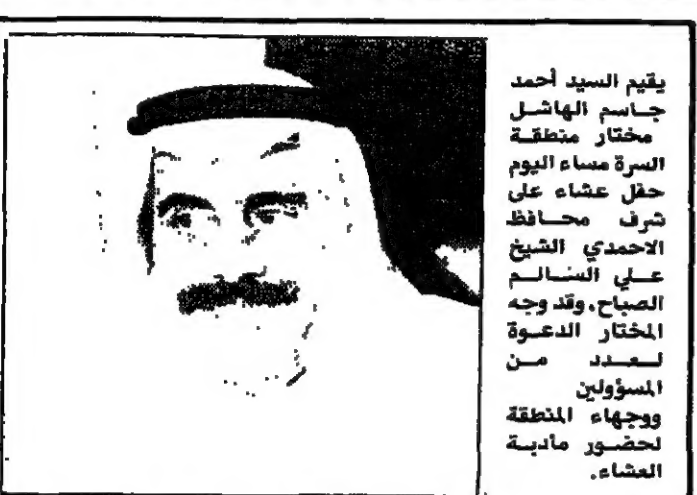 يقيم السيد أحمد
جاسم الهاشل
مختار منطقة
السرة مساء اليوم
حفل عشاء على
شرف محافظ
الاحمدي الشيخ
علي السالم
الصباح. وقد وجه
المختار الدعوة
لعدد من
المسؤولين
ووجهاء المنطقة
لحضور مأدبة
العشاء.